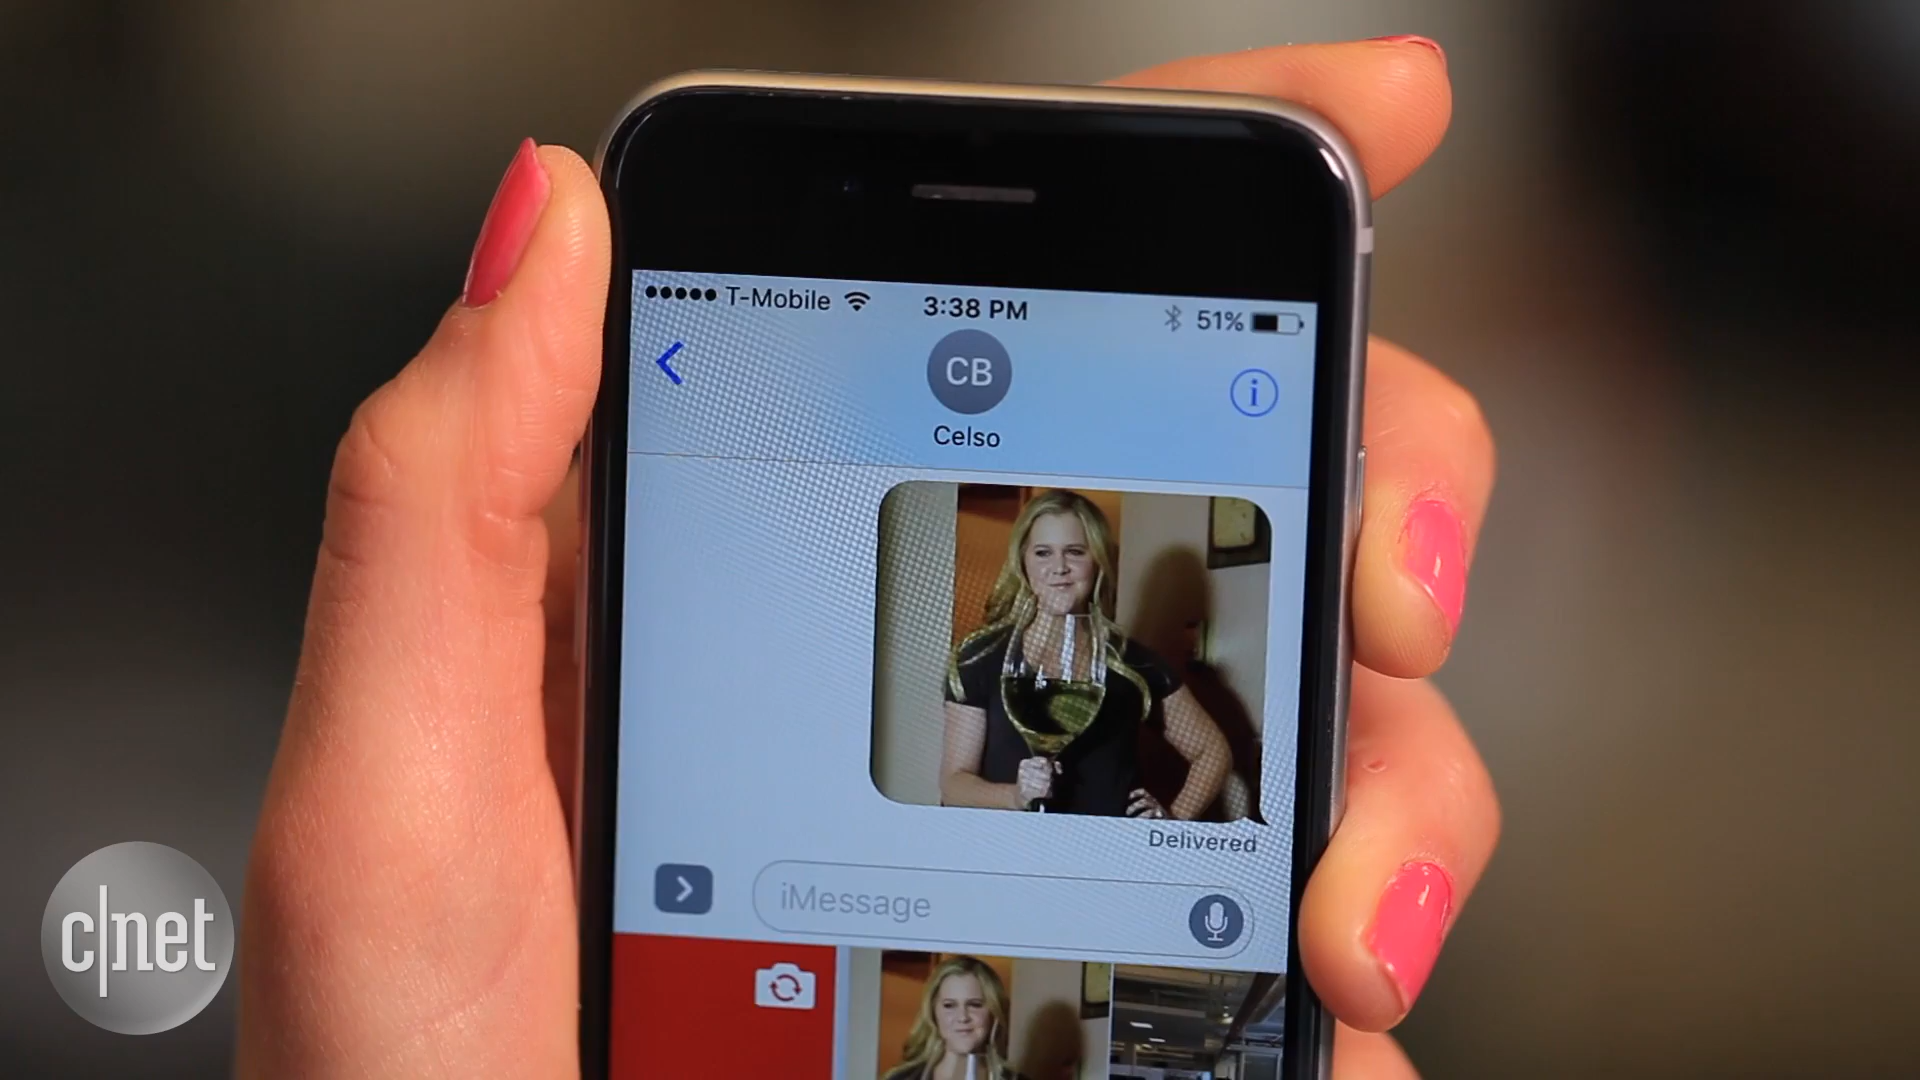 T-Mobile
3:38 PM
51%
CB
i
Celso
Delivered
iMessage
c|net